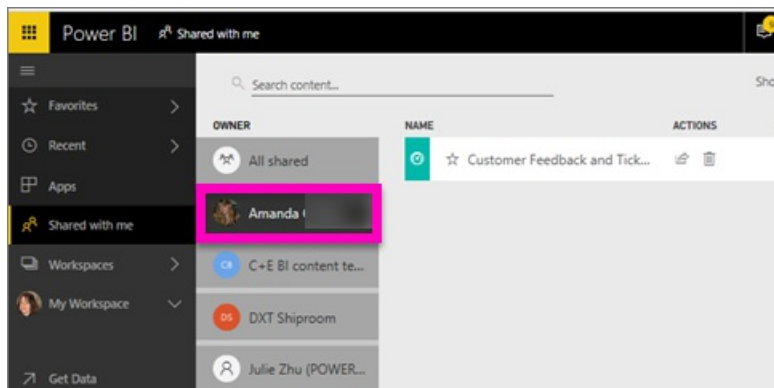 Power BI Shared with me
Search content...
Sho
Favorites
Recent
Apps
Shared with me
Workspaces
My Workspace
Get Data
OWNER
All shared
Amanda
CB C+E BI content te...
DS DXT Shiproom
Julie Zhu (POWER...
NAME ACTIONS
Customer Feedback and Tick...